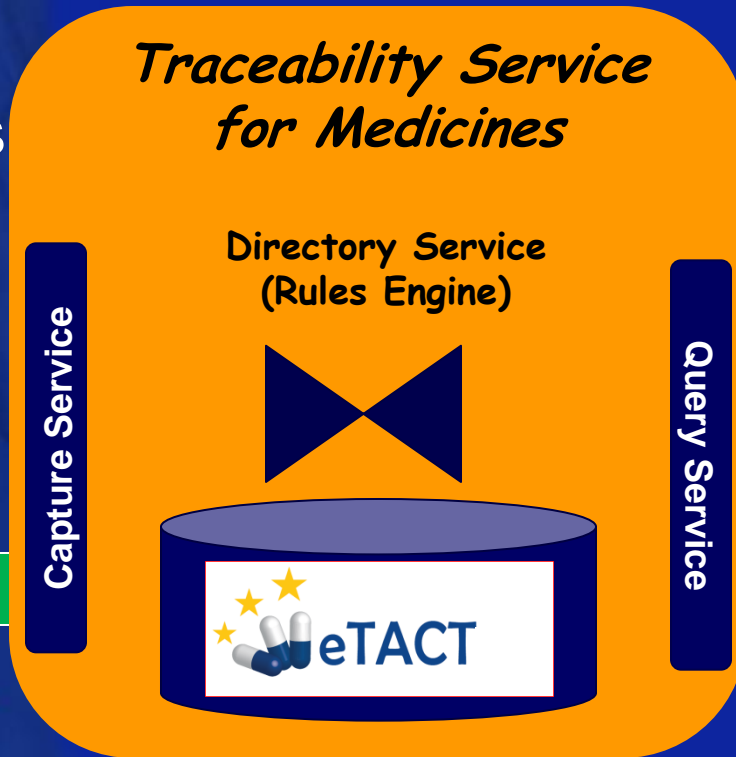 Traceability Service
for Medicines
Directory Service
(Rules Engine)
Capture Service
Query Service
eTACT